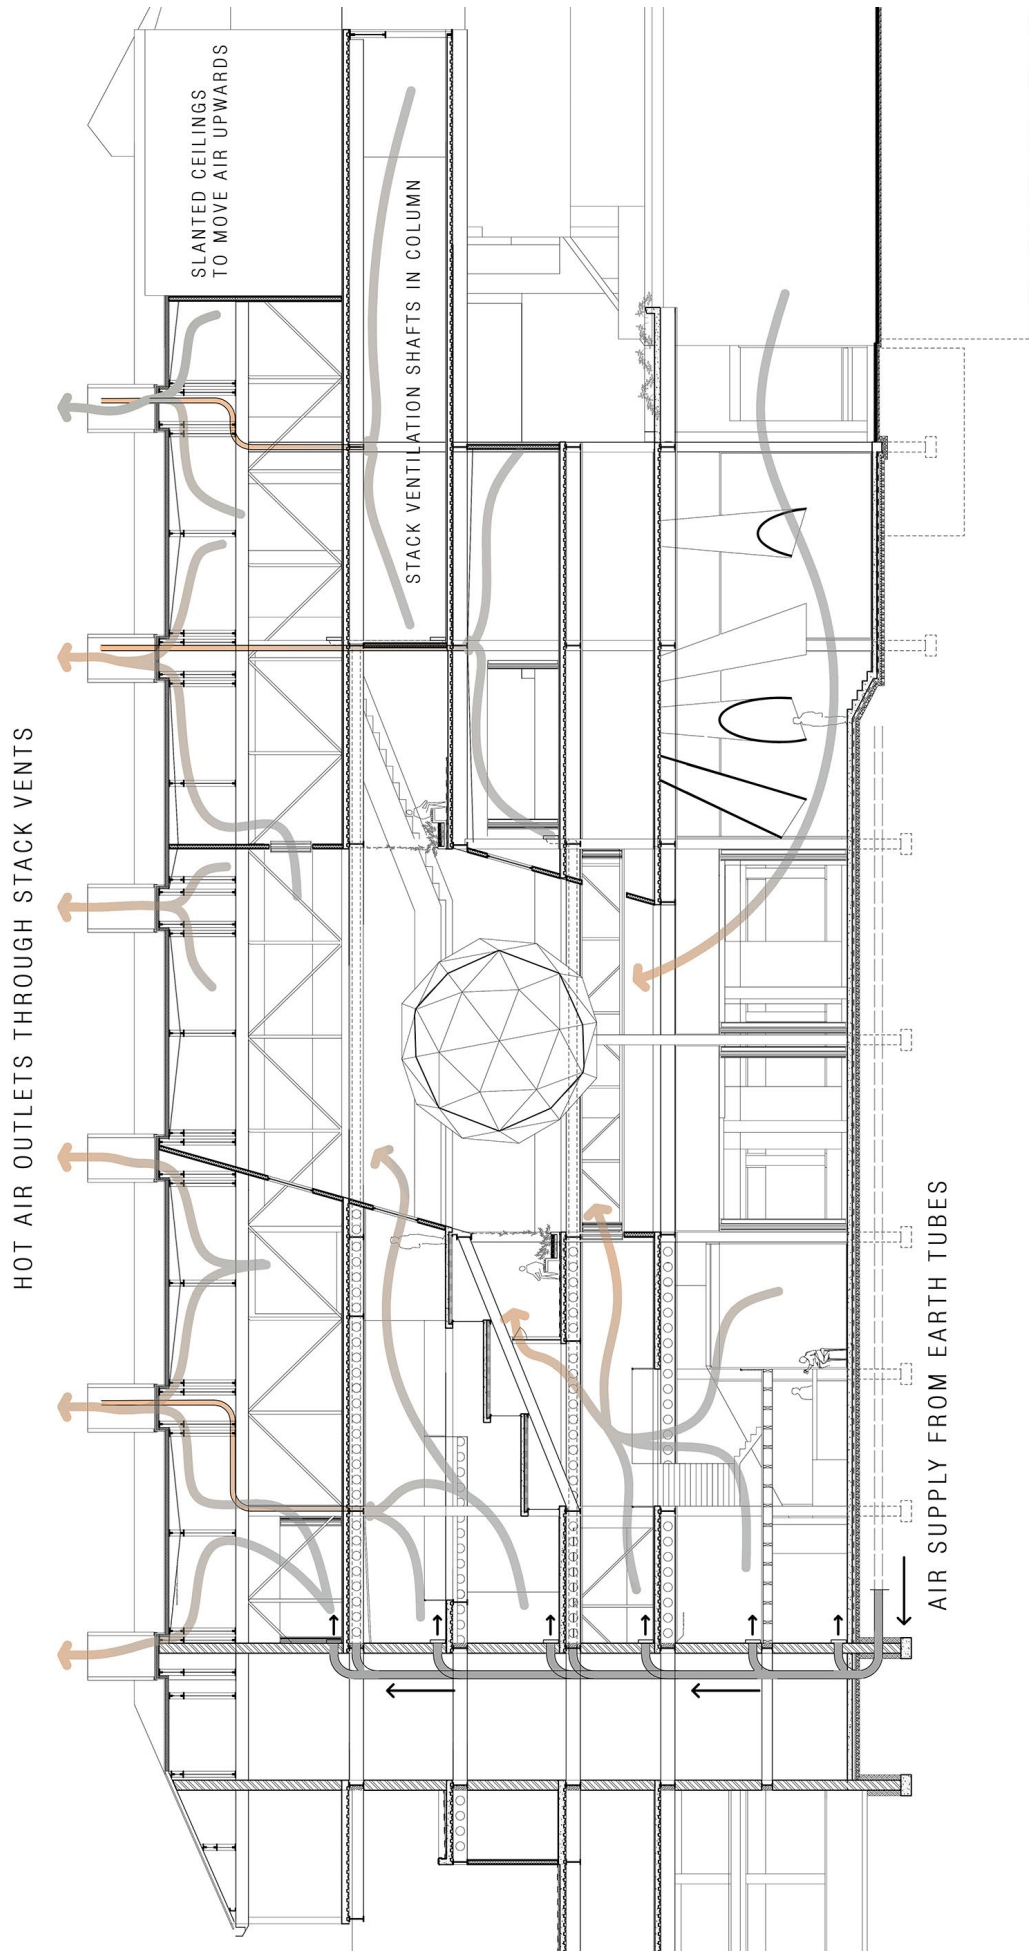 HOT AIR OUTLETS THROUGH STACK VENTS
SLANTED CEILINGS
TO MOVE AIR UPWARDS
STACK VENTILATION SHAFTS IN COLUMN
AIR SUPPLY FROM EARTH TUBES